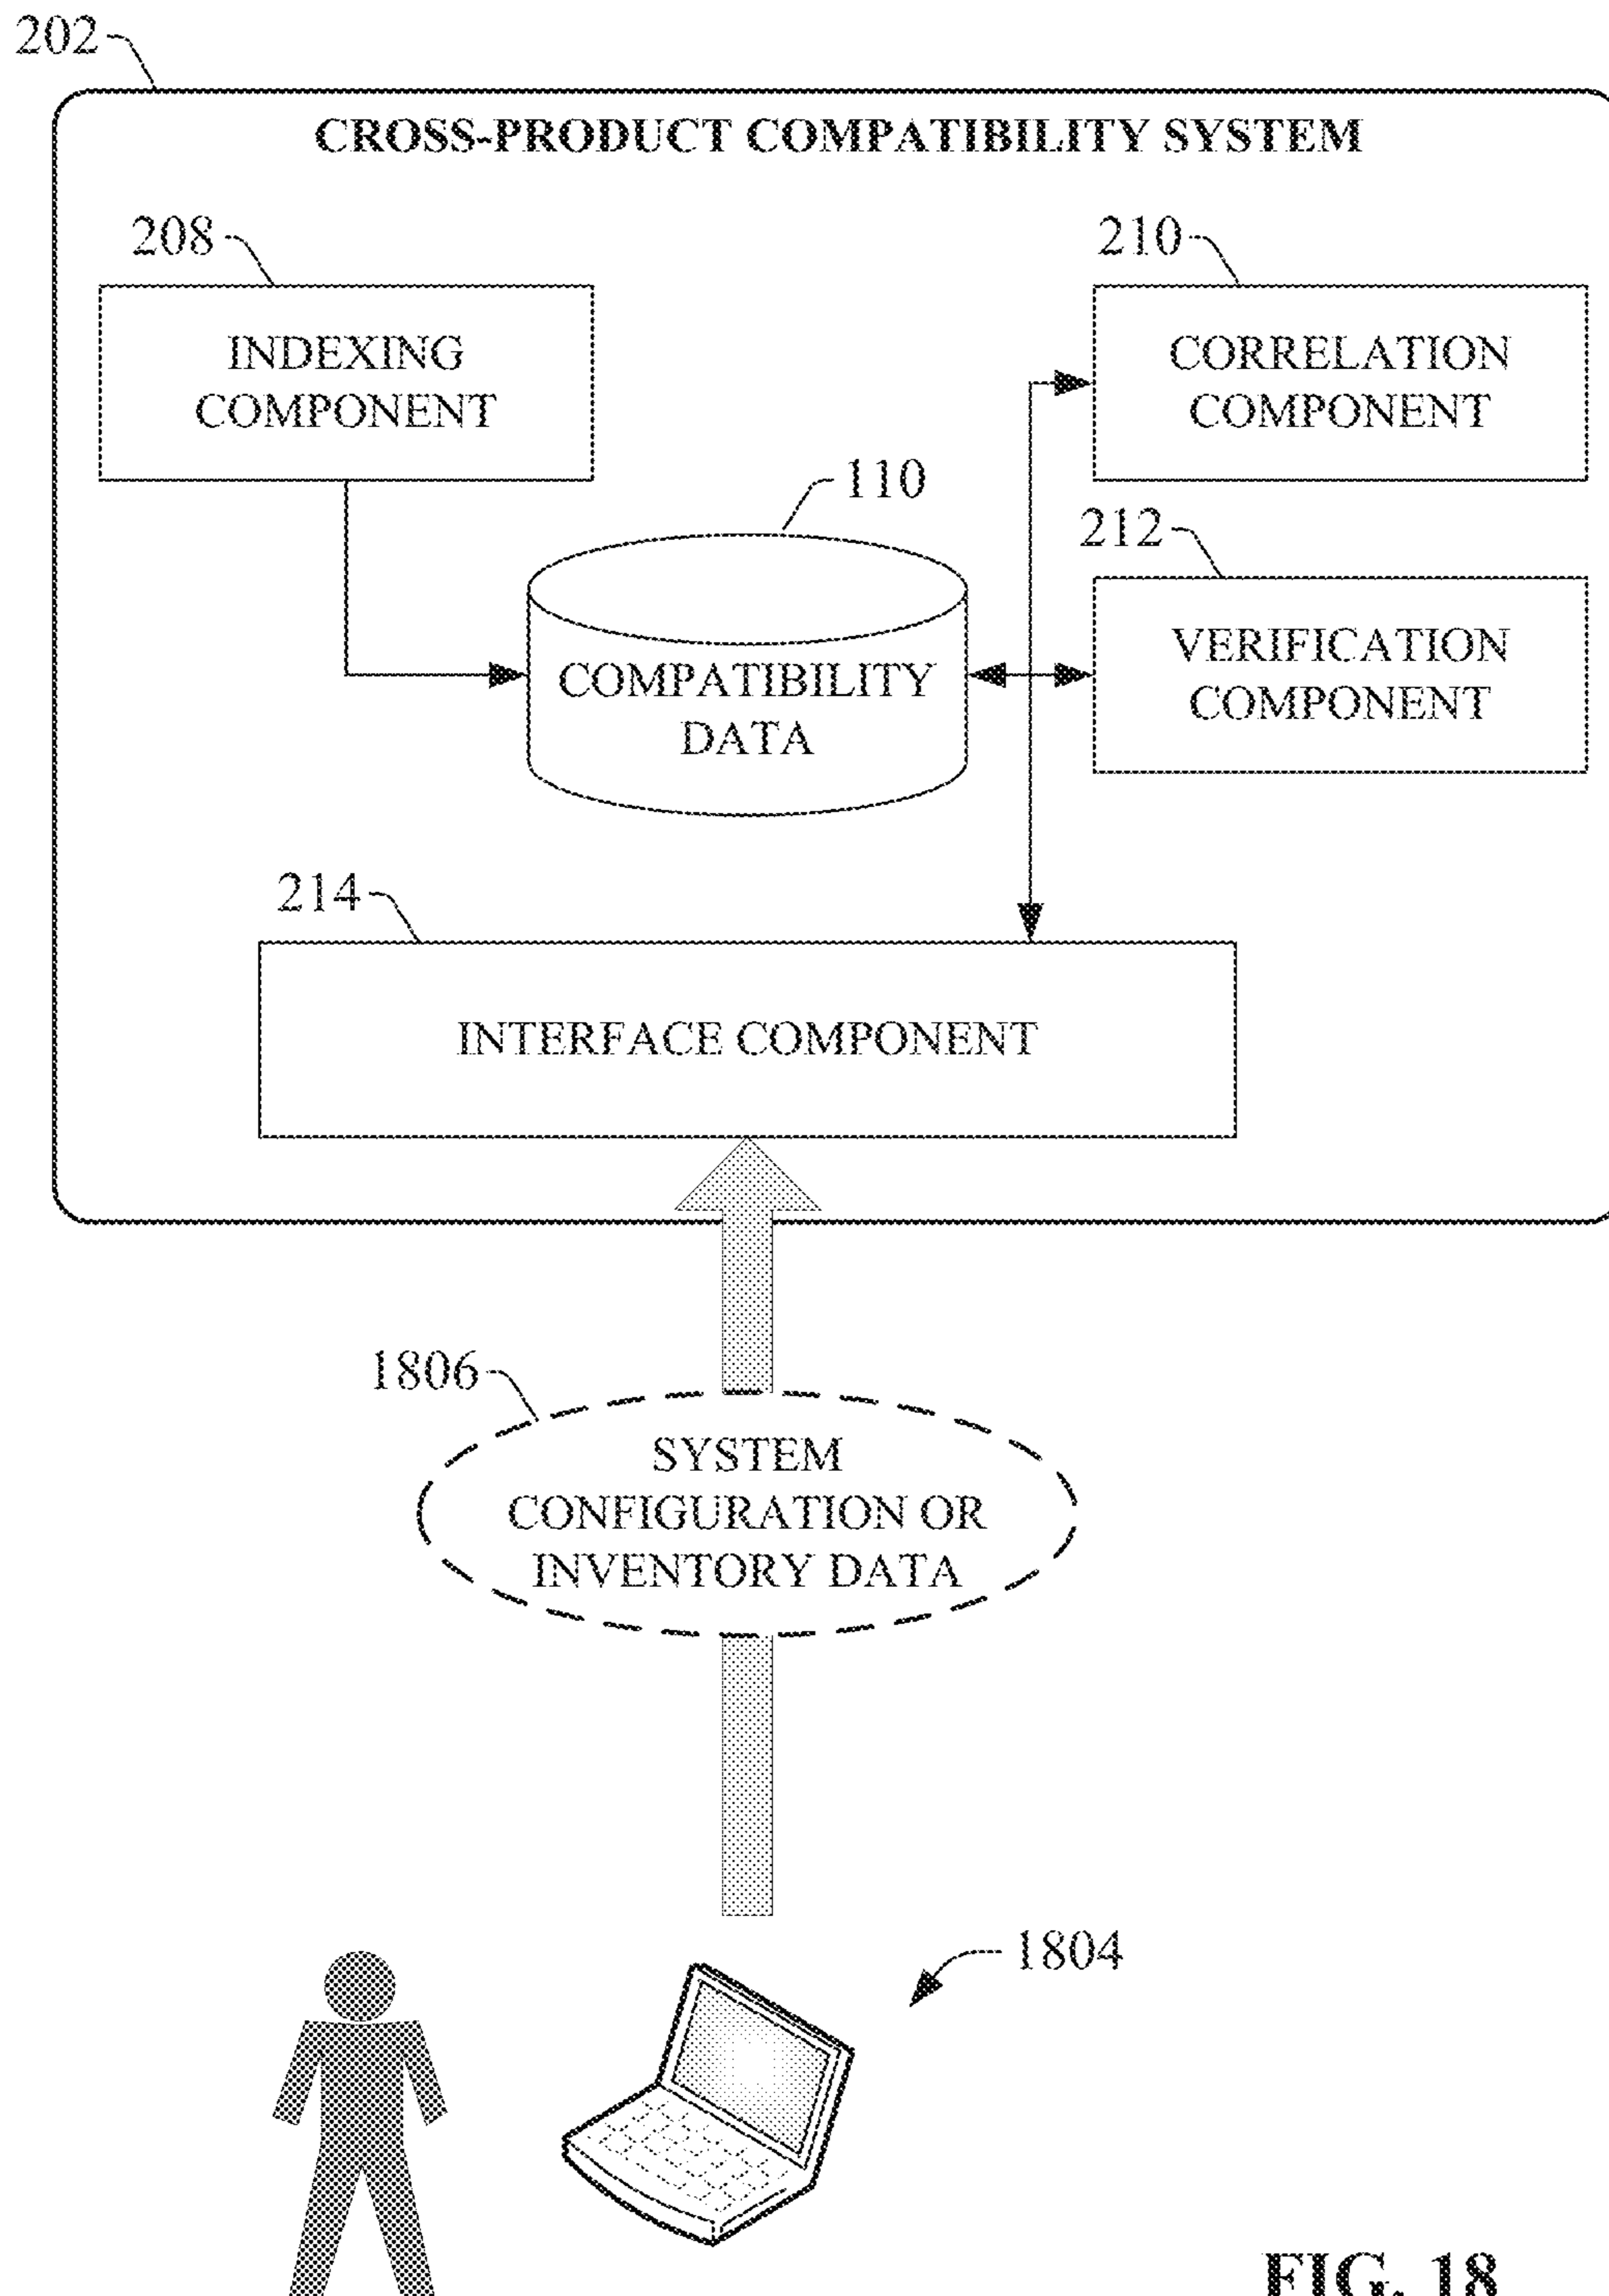 202
CROSS-PRODUCT COMPATIBILITY SYSTEM
208
INDEXING
COMPONENT
210
CORRELATION
COMPONENT
110
COMPATIBILITY
DATA
212
VERIFICATION
COMPONENT
214
INTERFACE COMPONENT
1806
SYSTEM
CONFIGURATION OR
INVENTORY DATA
1804
FIG. 18